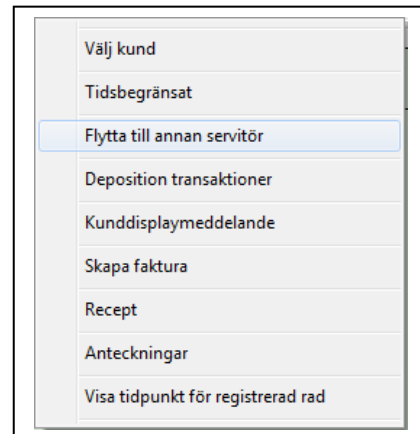 Välj kund
Tidsbegränsat
Flytta till annan servitör
Deposition transaktioner
Kunddisplaymeddelande
Skapa faktura
Recept
Anteckningar
Visa tidpunkt för registrerad rad